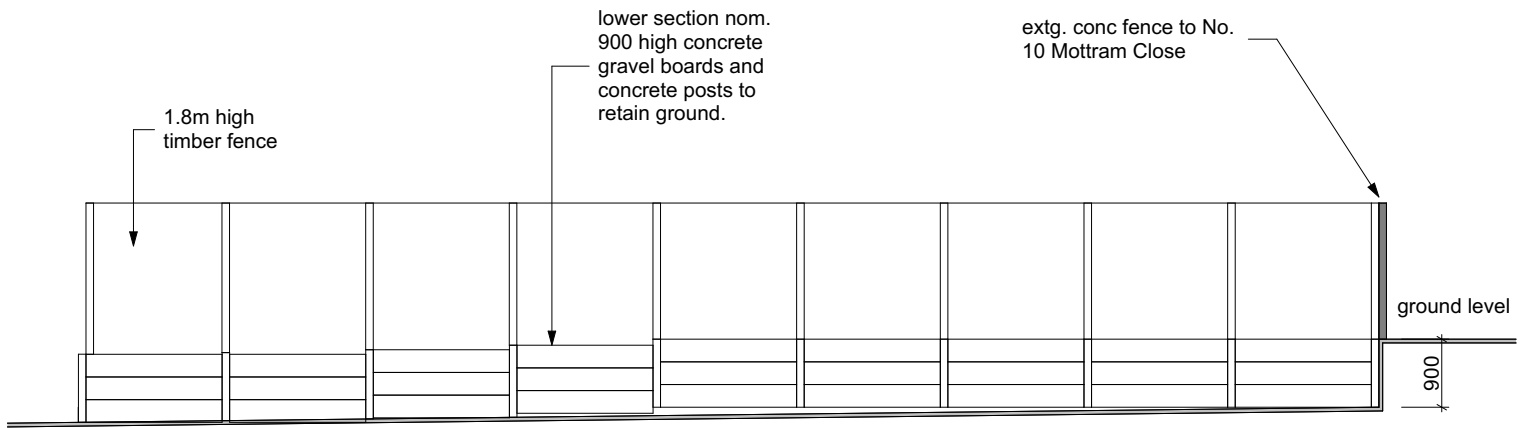 lower section nom.
900 high concrete
gravel boards and
concrete posts to
retain ground.
extg. conc fence to No.
10 Mottram Close
1.8m high
timber fence
ground level
900